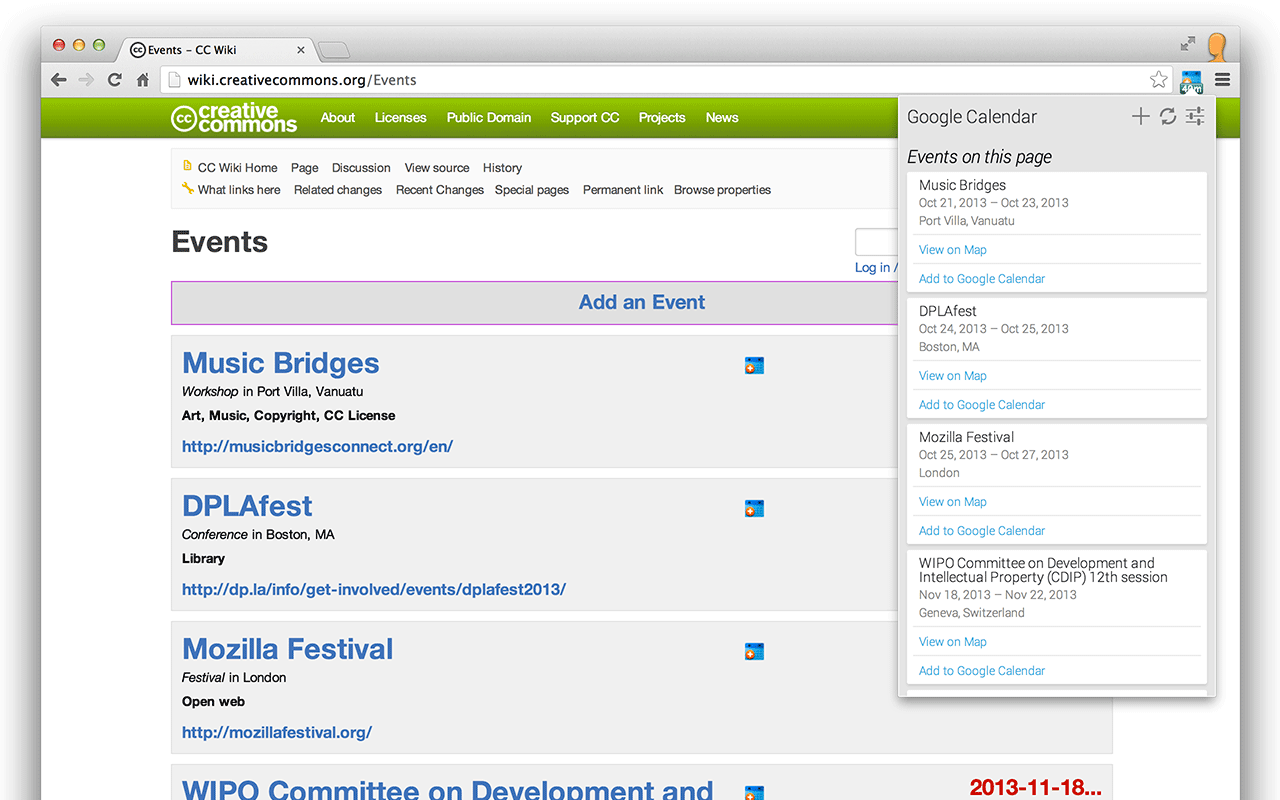 Events – CC Wiki
wiki.creativecommons.org/Events
40m
cc creative commons
About Licenses Public Domain Support CC Projects News
CC Wiki Home Page Discussion View source History
What links here Related changes Recent Changes Special pages Permanent link Browse properties
Events
Log in /
Add an Event
Music Bridges
Workshop in Port Villa, Vanuatu
Art, Music, Copyright, CC License
http://musicbridgesconnect.org/en/
DPLAfest
Conference in Boston, MA
Library
http://dp.la/info/get-involved/events/dplafest2013/
Mozilla Festival
Festival in London
Open web
http://mozillafestival.org/
WIPO Committee on Development and
2013-11-18...
Google Calendar
Events on this page
Music Bridges
Oct 21, 2013 – Oct 23, 2013
Port Villa, Vanuatu
View on Map
Add to Google Calendar
DPLAfest
Oct 24, 2013 – Oct 25, 2013
Boston, MA
View on Map
Add to Google Calendar
Mozilla Festival
Oct 25, 2013 – Oct 27, 2013
London
View on Map
Add to Google Calendar
WIPO Committee on Development and
Intellectual Property (CDIP) 12th session
Nov 18, 2013 – Nov 22, 2013
Geneva, Switzerland
View on Map
Add to Google Calendar